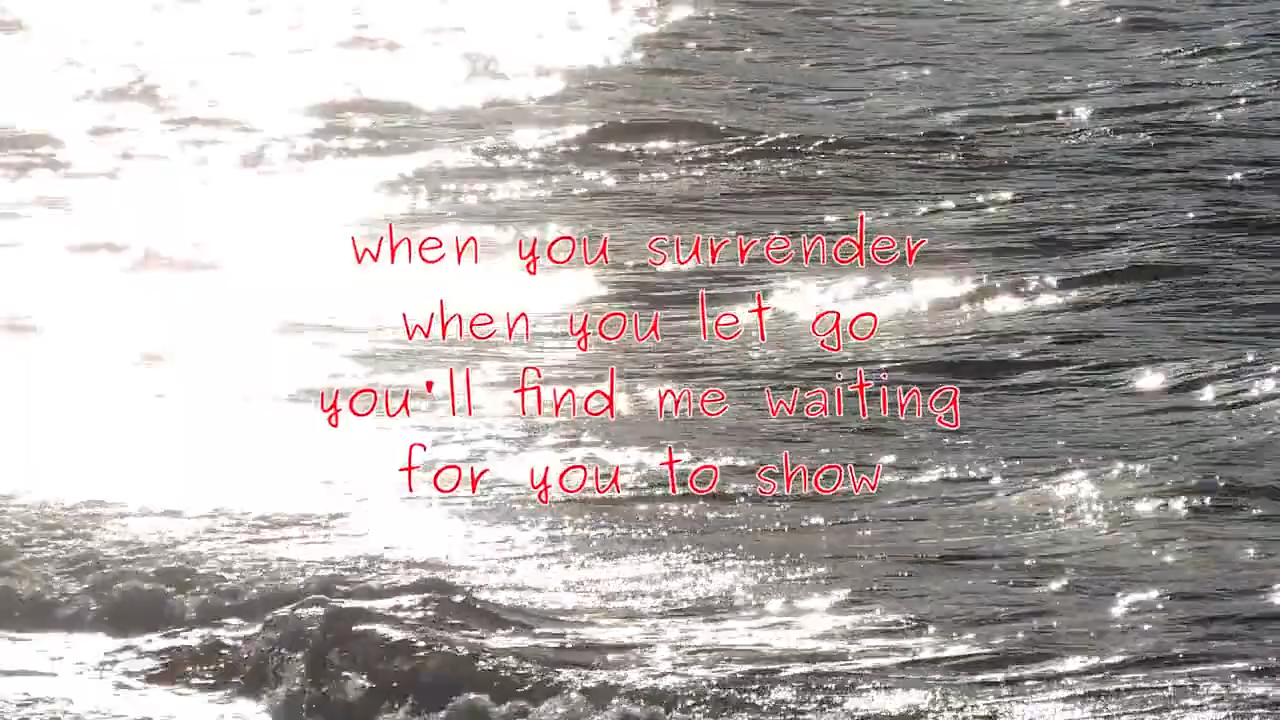 when you surrender
when you let go
you'll find me waiting
for you to show